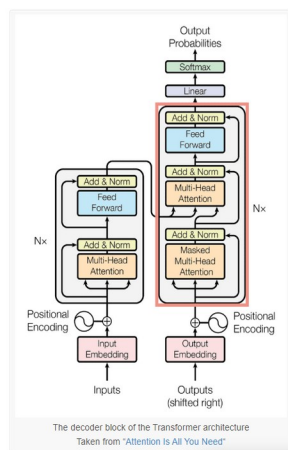 Output
Probabilities
Softmax
Linear
Add & Norm
Feed
Forward
Add & Norm
Multi-Head
Attention
Add & Norm
Masked
Multi-Head
Attention
Nx
Add & Norm
Feed
Forward
Add & Norm
Multi-Head
Attention
Nx
Positional
Encoding
Positional
Encoding
Input
Embedding
Output
Embedding
Inputs
Outputs
(shifted right)
The decoder block of the Transformer architecture
Taken from "Attention Is All You Need"